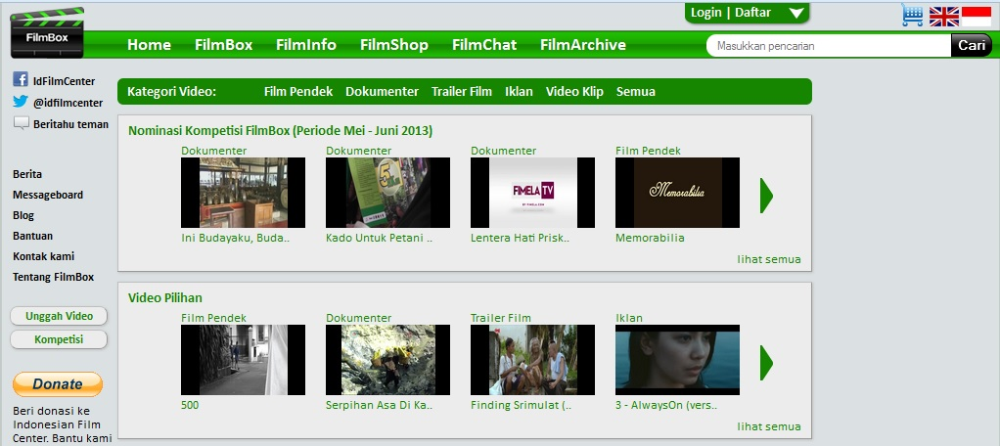 Login | Daftar
FilmBox
Home FilmBox FilmInfo FilmShop FilmChat FilmArchive
Masukkan pencarian
Cari
IdFilmCenter
@idfilmcenter
Beritahu teman
Berita
Messageboard
Blog
Bantuan
Kontak kami
Tentang FilmBox
Unggah Video
Kompetisi
Donate
Beri donasi ke
Indonesian Film
Center. Bantu kami
Kategori Video: Film Pendek Dokumenter Trailer Film Iklan Video Klip Semua
Nominasi Kompetisi FilmBox (Periode Mei - Juni 2013)
Dokumenter Dokumenter Dokumenter Film Pendek
5
FIMELA TV
Memorabilia
Ini Budayaku, Buda.. Kado Untuk Petani .. Lentera Hati Prisk.. Memorabilia
lihat semua
Video Pilihan
Film Pendek Dokumenter Trailer Film Iklan
500 Serpihan Asa Di Ka.. Finding Srimulat (.. 3 - AlwaysOn (vers..
lihat semua